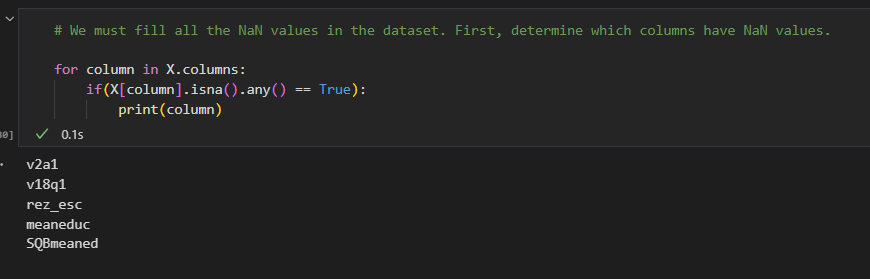 # We must fill all the NaN values in the dataset. First, determine which columns have NaN values.
for column in X.columns:
if(X[column].isna().any() == True):
print(column)
0.1s
v2a1
v18q1
rez_esc
meaneduc
SQBmeaned